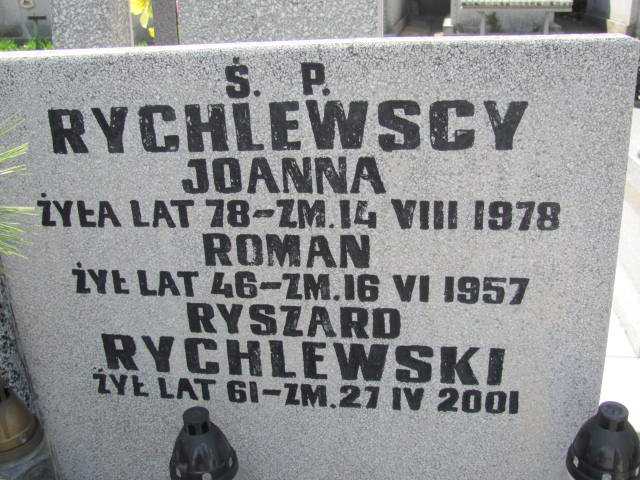 Ś. P.
RYCHLEWSCY
JOANNA
ŻYŁA LAT 78-ZM.14 VIII 1978
ROMAN
ŻYŁ LAT 46-ZM.16 VI 1957
RYSZARD
RYCHLEWSKI
ŻYŁ LAT 61-ZM.27 IV 2001